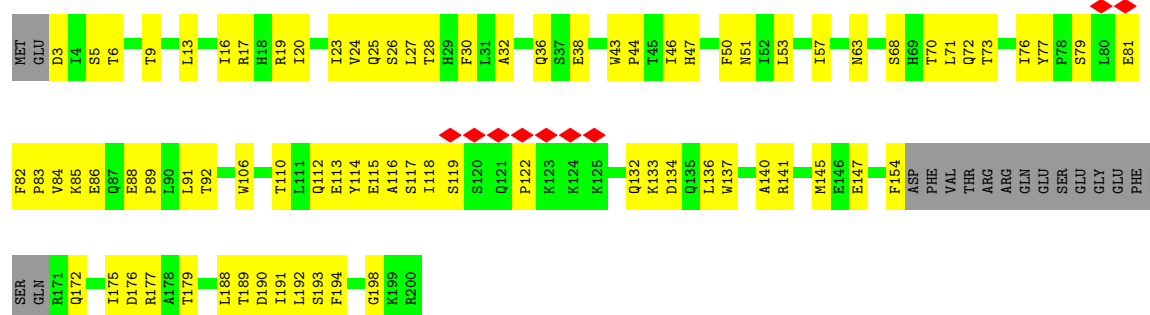 MET GLU D3 I4 S5 T6 T9 L13 I16 R17 H18 R19 I20 I23 V24 Q25 S26 L27 T28 H29 F30 L31 A32 Q36 S37 E38 W43 P44 T45 I46 H47 F50 N51 I52 L53 I57 N63 S68 H69 T70 L71 Q72 T73 I76 Y77 P78 S79 L80 E81
F82 P83 V84 K85 E86 Q87 E88 P89 L90 L91 T92 W106 T110 L111 Q112 E113 Y114 E115 A116 S117 I118 S119 S120 Q121 P122 K123 K124 K125 Q132 K133 D134 Q135 L136 W137 A140 R141 M145 E146 E147 F154 ASP PHE VAL THR ARG ARG GLN GLU SER GLU GLY GLU PHE
SER GLN R171 Q172 I175 D176 R177 A178 T179 L188 T189 D190 I191 L192 S193 F194 G198 K199 R200